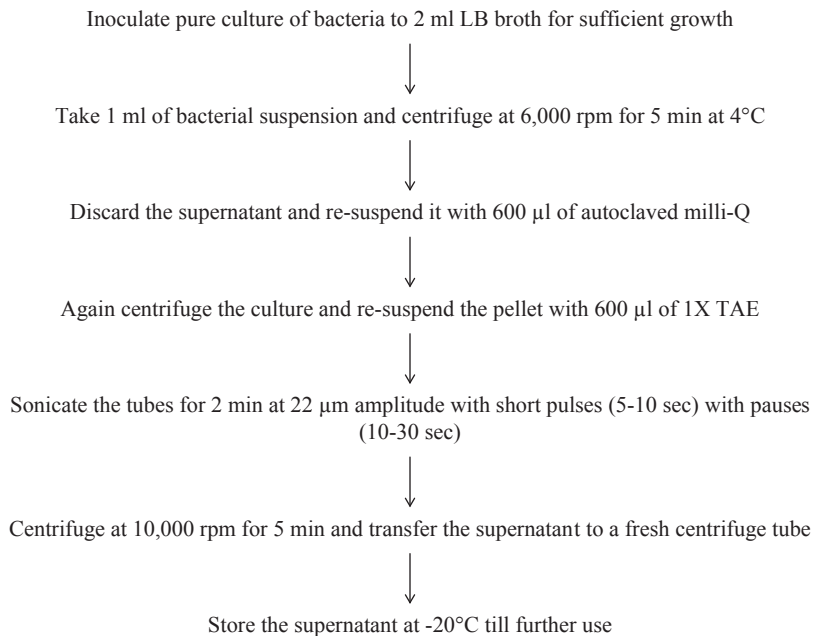 Inoculate pure culture of bacteria to 2 ml LB broth for sufficient growth
Take 1 ml of bacterial suspension and centrifuge at 6,000 rpm for 5 min at 4°C
Discard the supernatant and re-suspend it with 600 µl of autoclaved milli-Q
Again centrifuge the culture and re-suspend the pellet with 600 µl of 1X TAE
Sonicate the tubes for 2 min at 22 µm amplitude with short pulses (5-10 sec) with pauses
(10-30 sec)
Centrifuge at 10,000 rpm for 5 min and transfer the supernatant to a fresh centrifuge tube
Store the supernatant at -20°C till further use